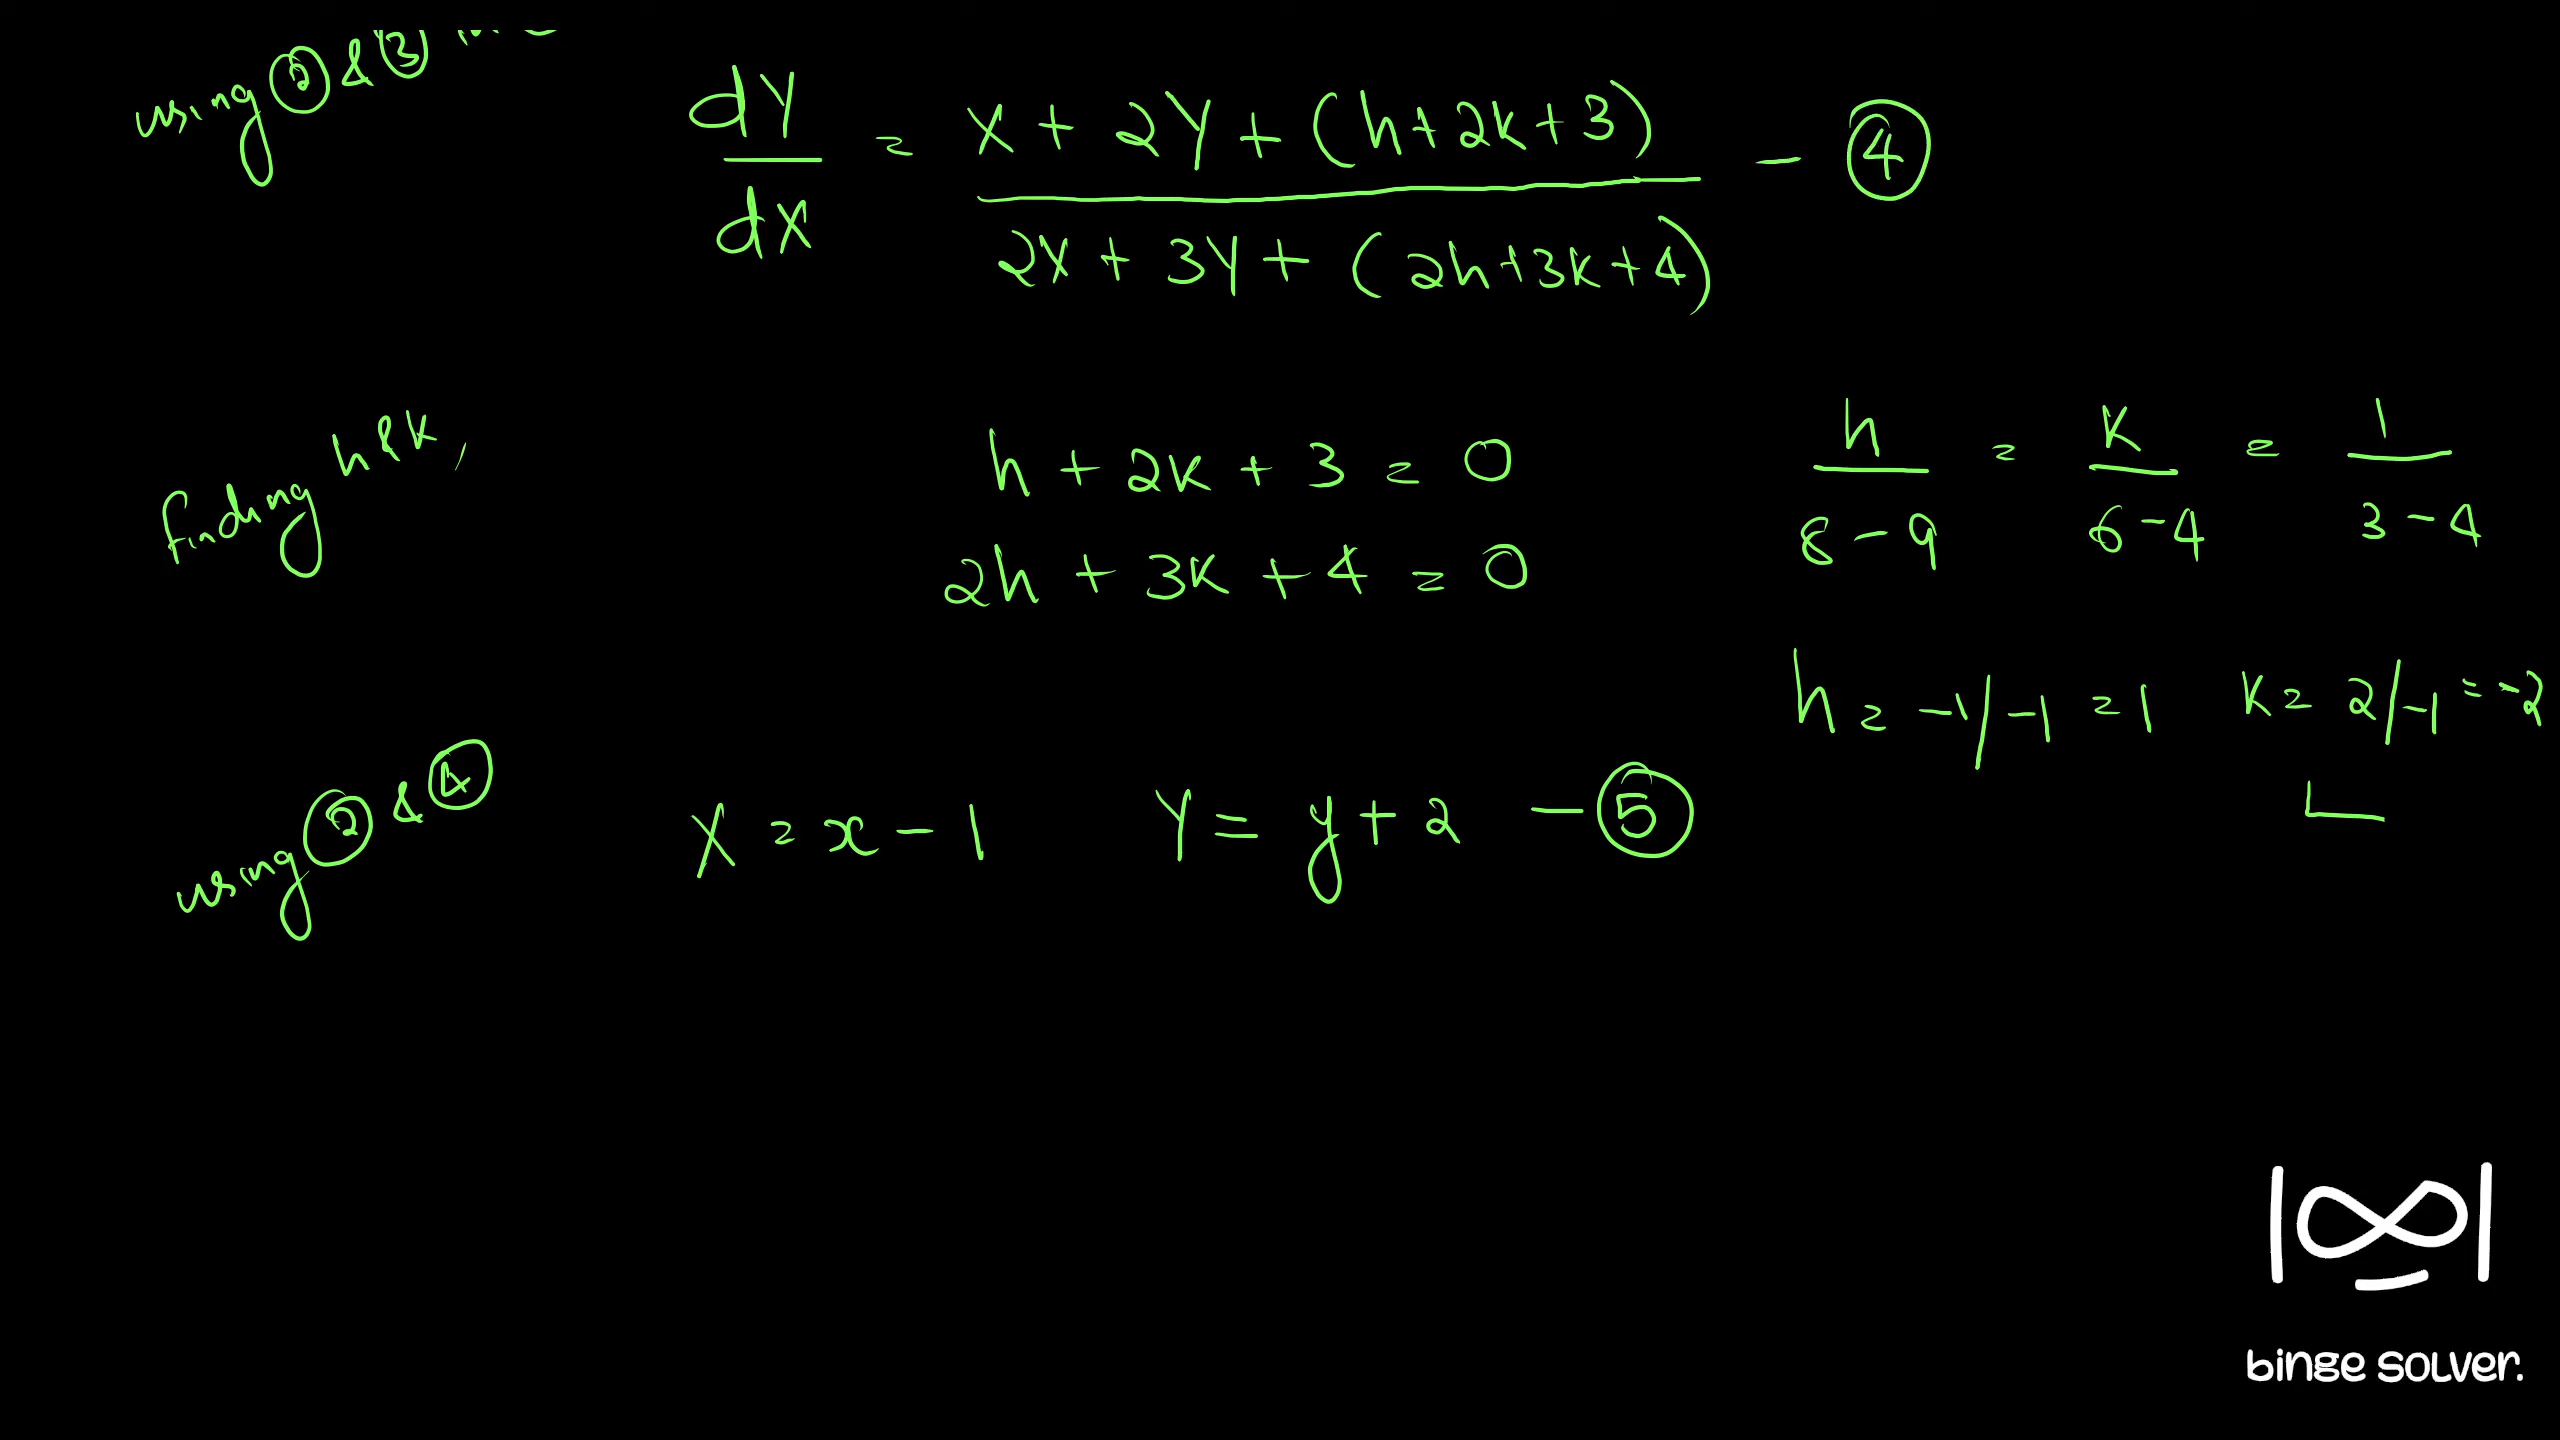 using ② & ③
dY/dX = X + 2Y + (h+2k+3) / 2X + 3Y + (2h+3k+4) - ④
finding h & k,
h + 2k + 3 = 0
2h + 3k + 4 = 0
h/8-9 = k/6-4 = 1/3-4
h = -1/-1 = 1 k = 2/-1 = -2
using ② & ④
X = x - 1 Y = y + 2 - ⑤
binge solver.